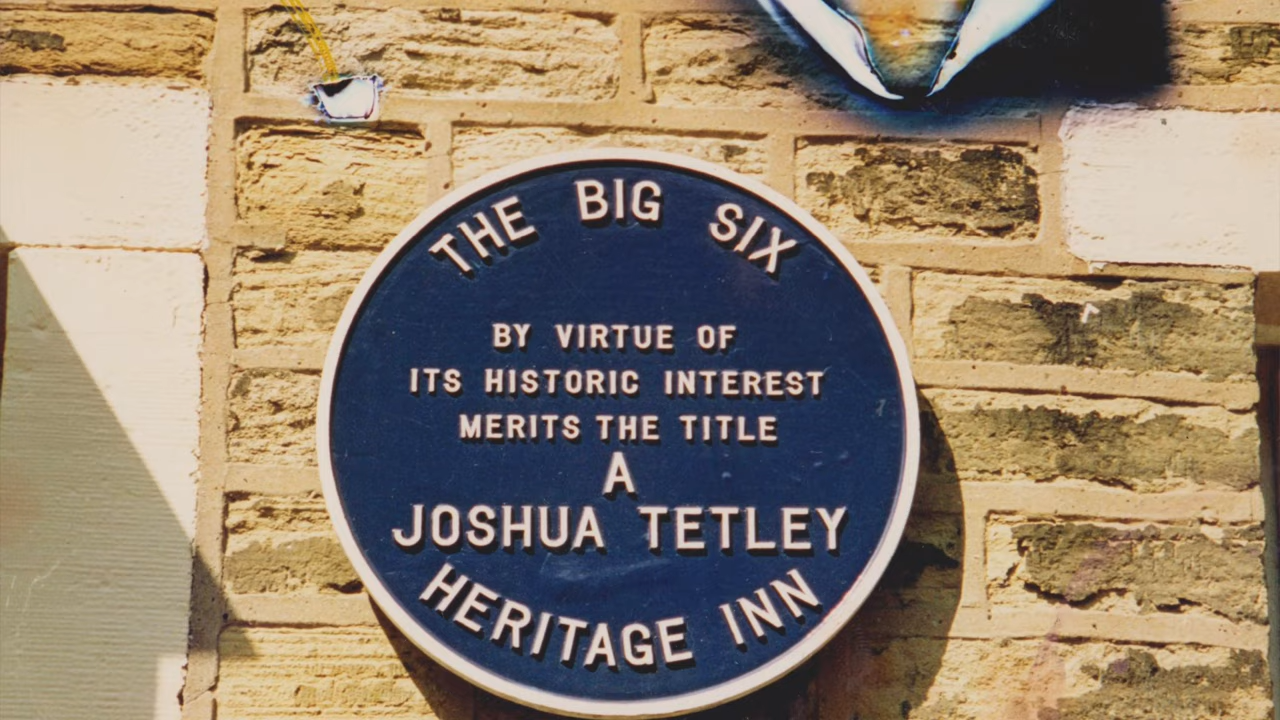 THE BIG SIX
BY VIRTUE OF
ITS HISTORIC INTEREST
MERITS THE TITLE
A
JOSHUA TETLEY
HERITAGE INN